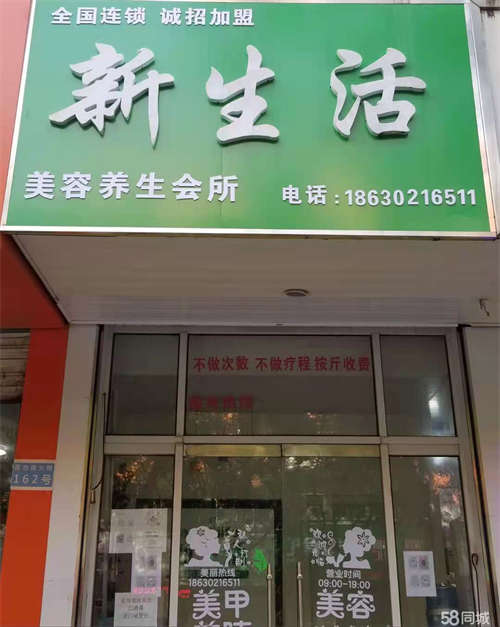 全国连锁 诚招加盟
新生活
美容养生会所
电话:18630216511
不做次数 不做疗程 按斤收费
162号
美丽热线
18630216511
美甲
营业时间
09:00-19:00
美容
58同城